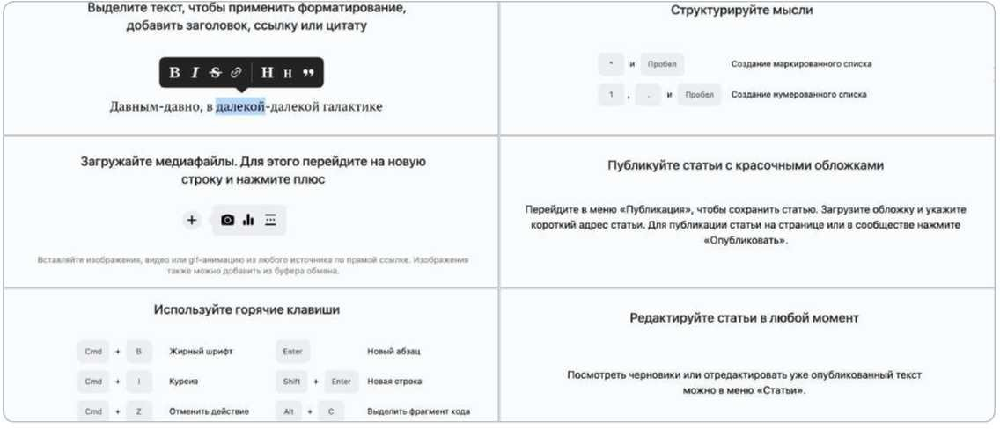 Выделите текст, чтобы применить форматирование,
добавить заголовок, ссылку или цитату
B I S H H ”
Давным-давно, в далекой-далекой галактике
Структурируйте мысли
* и Пробел Создание маркированного списка
1 , . и Пробел Создание нумерованного списка
Загружайте медиафайлы. Для этого перейдите на новую
строку и нажмите плюс
+
Вставляйте изображения, видео или gif-анимацию из любого источника по прямой ссылке. Изображения
также можно добавить из буфера обмена.
Публикуйте статьи с красочными обложками
Перейдите в меню «Публикация», чтобы сохранить статью. Загрузите обложку и укажите
короткий адрес статьи. Для публикации статьи на странице или в сообществе нажмите
«Опубликовать».
Используйте горячие клавиши
Cmd + B Жирный шрифт Enter Новый абзац
Cmd + I Курсив Shift + Enter Новая строка
Cmd + Z Отменить действие Alt + C Выделить фрагмент кода
Редактируйте статьи в любой момент
Посмотреть черновики или отредактировать уже опубликованный текст
можно в меню «Статьи».